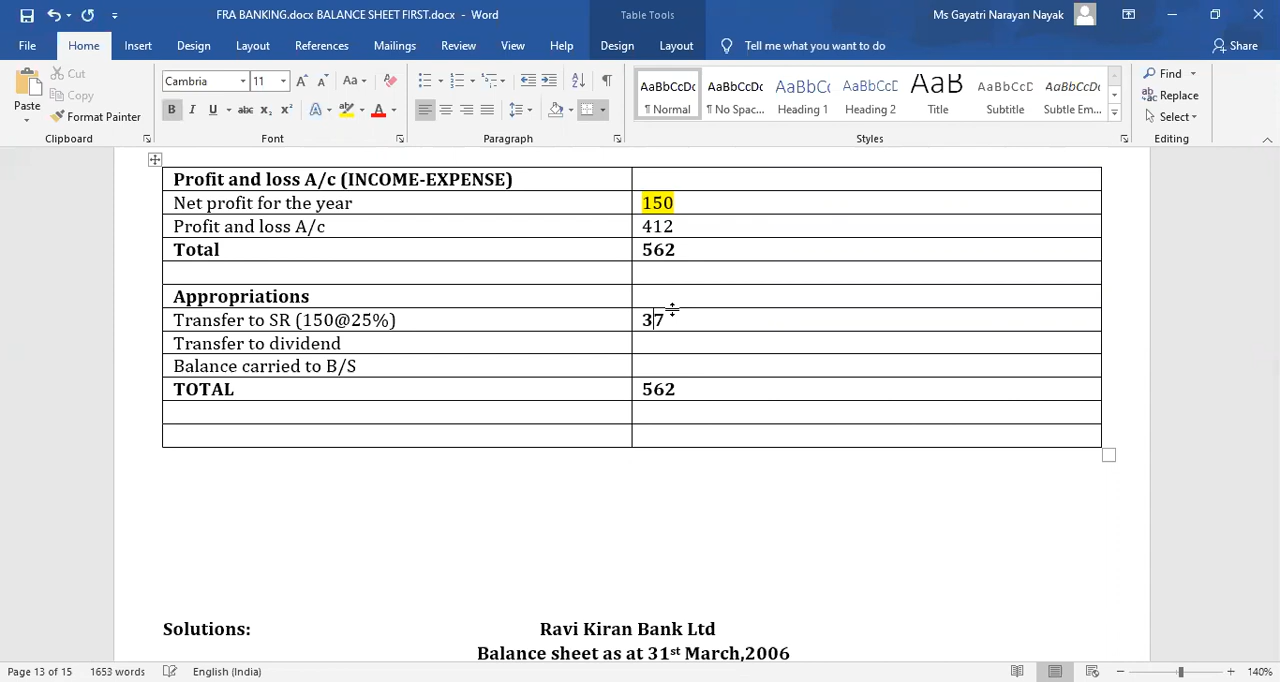 FRA BANKING.docx BALANCE SHEET FIRST.docx - Word
Table Tools
Ms Gayatri Narayan Nayak
File Home Insert Design Layout References Mailings Review View Help Design Layout Tell me what you want to do Share
Paste
Cut
Copy
Format Painter
Clipboard
Cambria 11
Font
Paragraph
AaBbCcDc ¶ Normal
AaBbCcDc ¶ No Spac...
AaBbCc Heading 1
AaBbCcC Heading 2
AaB Title
AaBbCcD Subtitle
AaBbCcDc Subtle Em...
Styles
Find
Replace
Select
Editing
Profit and loss A/c (INCOME-EXPENSE)
Net profit for the year 150
Profit and loss A/c 412
Total 562
Appropriations
Transfer to SR (150@25%) 37
Transfer to dividend
Balance carried to B/S
TOTAL 562
Solutions: Ravi Kiran Bank Ltd
Balance sheet as at 31st March,2006
Page 13 of 15 1653 words English (India) 140%